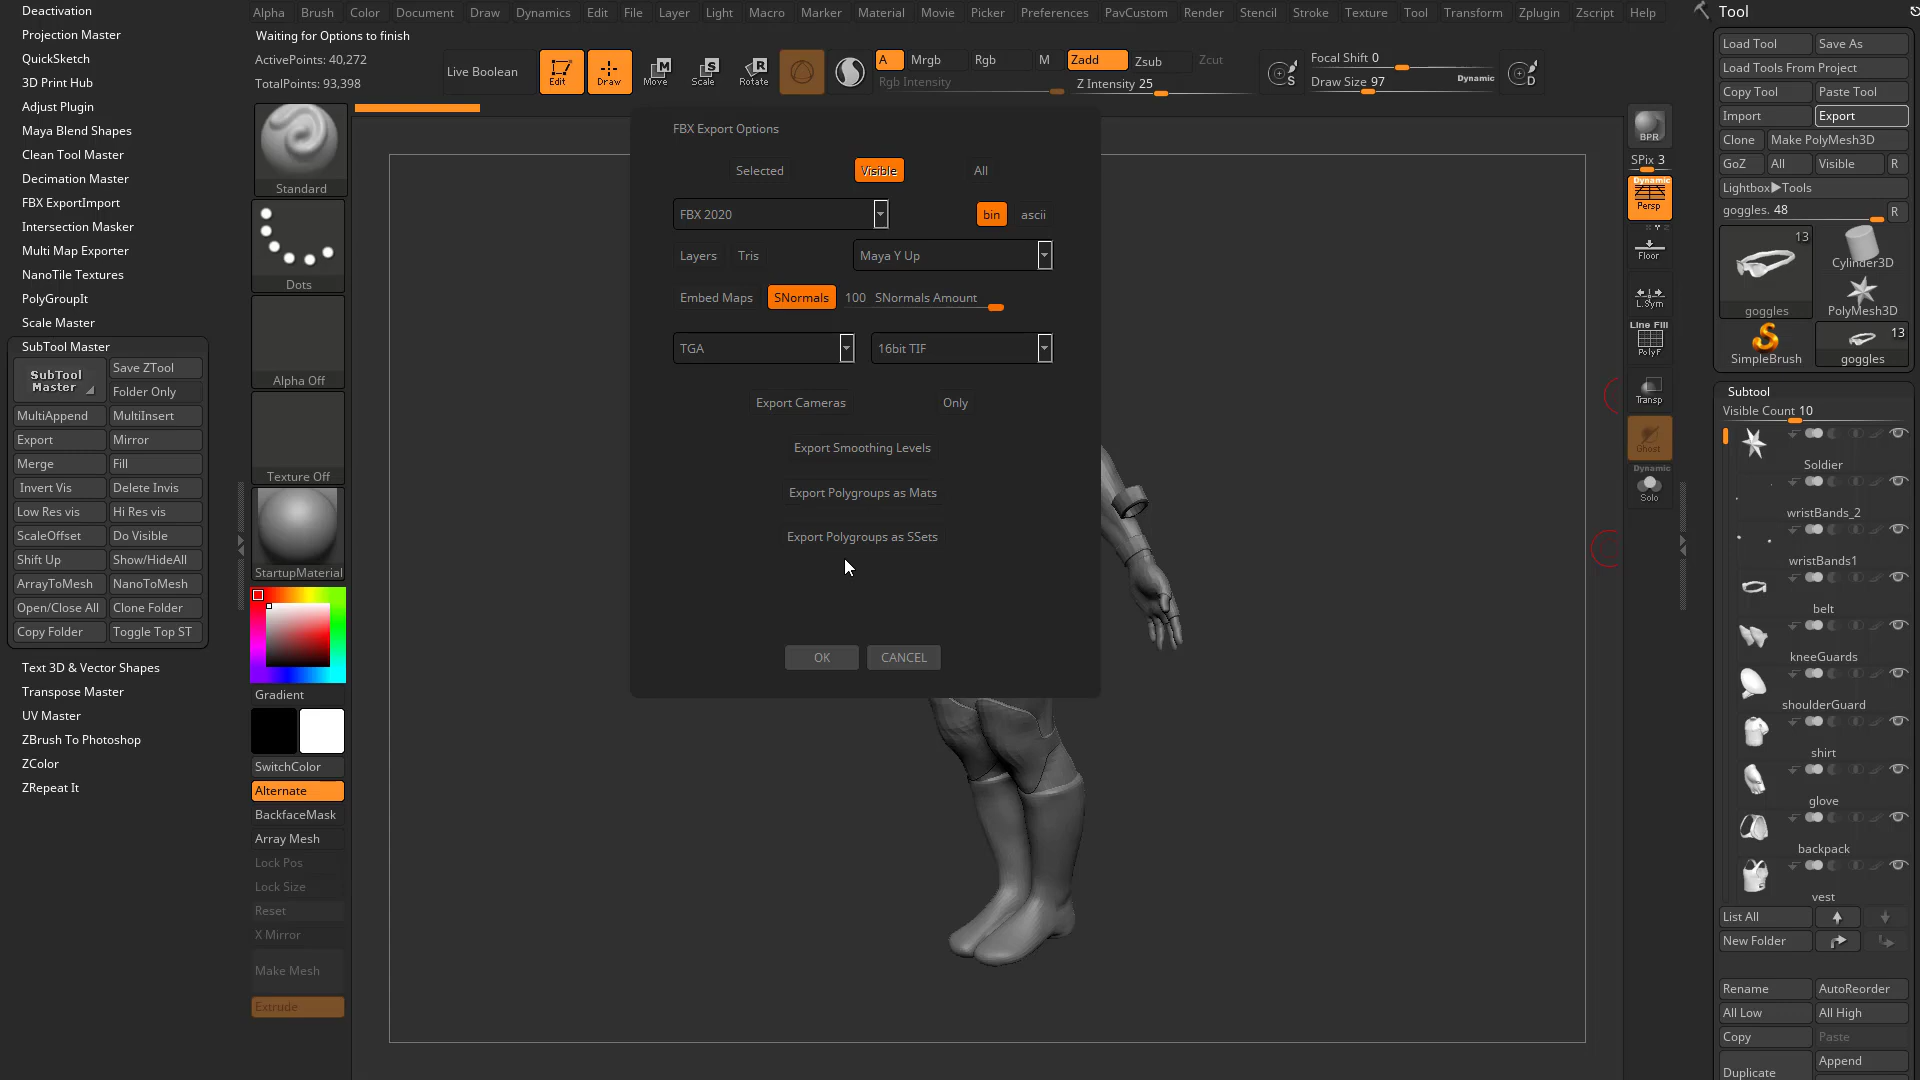 Alpha Brush Color Document Draw Dynamics Edit File Layer Light Macro Marker Material Movie Picker Preferences PavCustom Render Stencil Stroke Texture Tool Transform Zplugin Zscript Help
Waiting for Options to finish
ActivePoints: 40,272
TotalPoints: 93,398
Deactivation
Projection Master
QuickSketch
3D Print Hub
Adjust Plugin
Maya Blend Shapes
Clean Tool Master
Decimation Master
FBX ExportImport
Intersection Masker
Multi Map Exporter
NanoTile Textures
PolyGroupIt
Scale Master
SubTool Master
SubTool Master
Save ZTool
Folder Only
MultiAppend MultiInsert
Export Mirror
Merge Fill
Invert Vis Delete Invis
Low Res vis Hi Res vis
ScaleOffset Do Visible
Shift Up Show/HideAll
ArrayToMesh NanoToMesh
Open/Close All Clone Folder
Copy Folder Toggle Top ST
Text 3D & Vector Shapes
Transpose Master
UV Master
ZBrush To Photoshop
ZColor
ZRepeat It
Live Boolean
Edit
Draw
Move
Scale
Rotate
A Mrgb Rgb M Zadd Zsub Zcut
Rgb Intensity
Z Intensity 25
S
Focal Shift 0
Draw Size 97
Dynamic
D
Standard
Dots
Alpha Off
Texture Off
StartupMaterial
Gradient
SwitchColor
Alternate
BackfaceMask
Array Mesh
Lock Pos
Lock Size
Reset
X Mirror
Make Mesh
Extrude
FBX Export Options
Selected Visible All
FBX 2020 bin ascii
Layers Tris Maya Y Up
Embed Maps SNormals 100 SNormals Amount
TGA 16bit TIF
Export Cameras Only
Export Smoothing Levels
Export Polygroups as Mats
Export Polygroups as SSets
OK CANCEL
BPR
SPix 3
Dynamic
Persp
Floor
L.Sym
Line Fill
PolyF
Transp
Ghost
Dynamic
Solo
Tool
Load Tool Save As
Load Tools From Project
Copy Tool Paste Tool
Import Export
Clone Make PolyMesh3D
GoZ All Visible R
Lightbox▶Tools
goggles. 48 R
13
goggles
Cylinder3D
PolyMesh3D
SimpleBrush
13
goggles
Subtool
Visible Count 10
Soldier
wristBands_2
wristBands1
belt
kneeGuards
shoulderGuard
shirt
glove
backpack
vest
List All
New Folder
Rename AutoReorder
All Low All High
Copy Paste
Duplicate Append